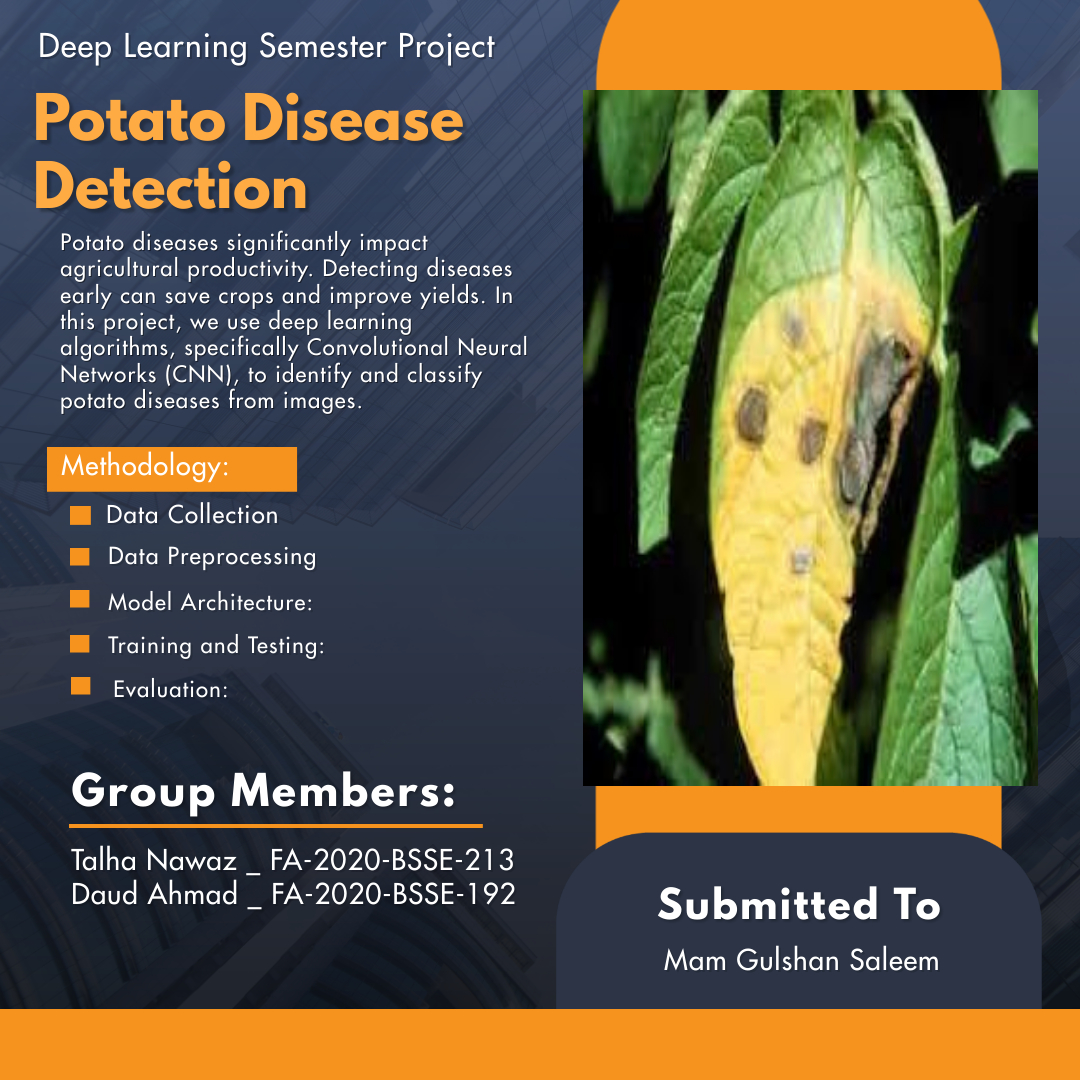 Deep Learning Semester Project
Potato Disease
Detection
Potato diseases significantly impact
agricultural productivity. Detecting diseases
early can save crops and improve yields. In
this project, we use deep learning
algorithms, specifically Convolutional Neural
Networks (CNN), to identify and classify
potato diseases from images.
Methodology:
Data Collection
Data Preprocessing
Model Architecture:
Training and Testing:
Evaluation:
Group Members:
Talha Nawaz _ FA-2020-BSSE-213
Daud Ahmad _ FA-2020-BSSE-192
Submitted To
Mam Gulshan Saleem